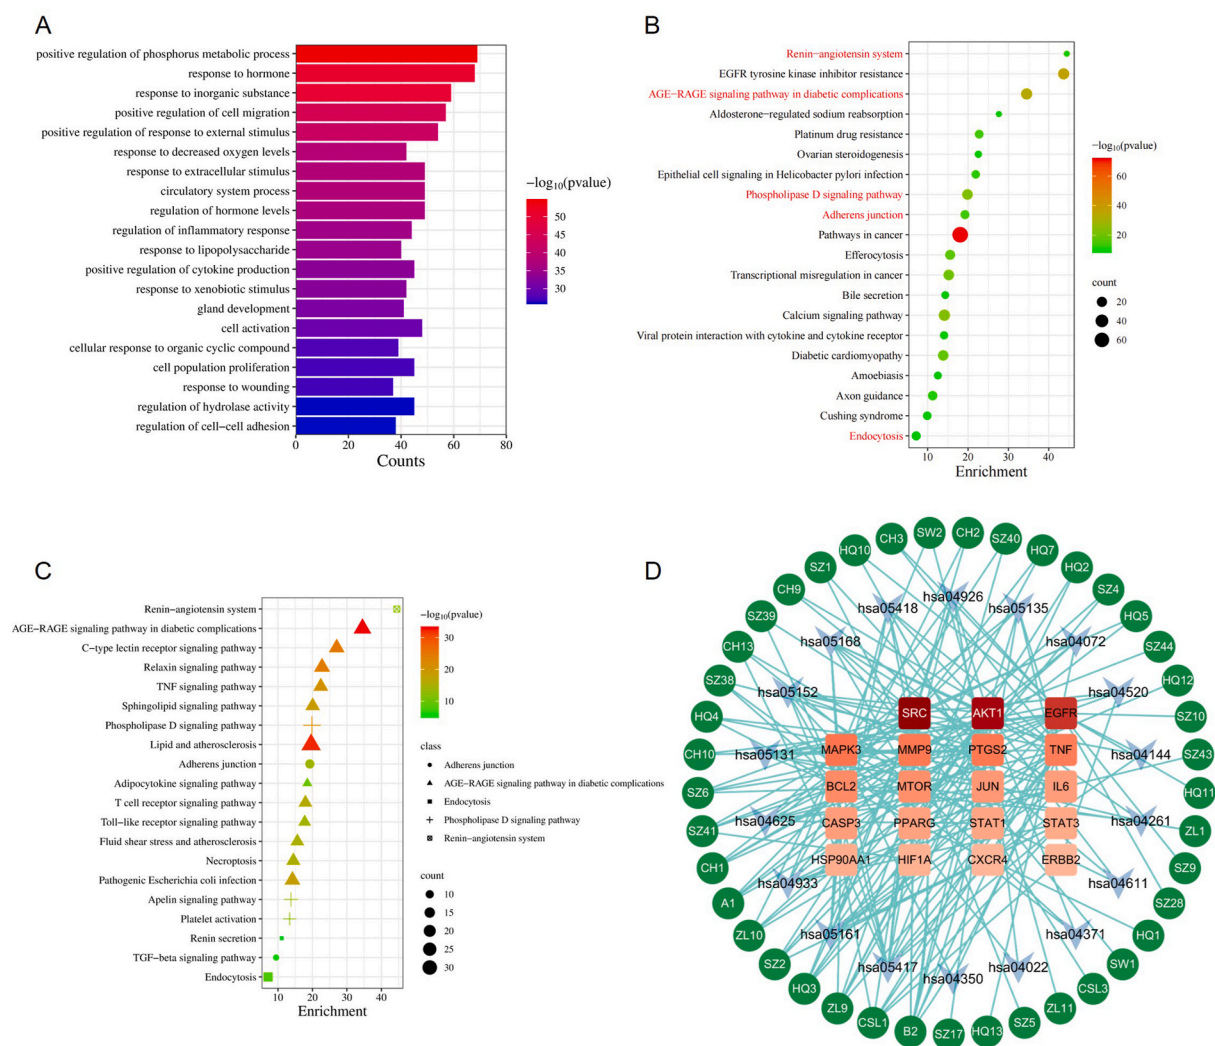 A
positive regulation of phosphorus metabolic process
response to hormone
response to inorganic substance
positive regulation of cell migration
positive regulation of response to external stimulus
response to decreased oxygen levels
response to extracellular stimulus
circulatory system process
regulation of hormone levels
regulation of inflammatory response
response to lipopolysaccharide
positive regulation of cytokine production
response to xenobiotic stimulus
gland development
cell activation
cellular response to organic cyclic compound
cell population proliferation
response to wounding
regulation of hydrolase activity
regulation of cell−cell adhesion
0 20 40 60 80
Counts
−log10(pvalue)
50
45
40
35
30
B
Renin−angiotensin system
EGFR tyrosine kinase inhibitor resistance
AGE−RAGE signaling pathway in diabetic complications
Aldosterone−regulated sodium reabsorption
Platinum drug resistance
Ovarian steroidogenesis
Epithelial cell signaling in Helicobacter pylori infection
Phospholipase D signaling pathway
Adherens junction
Pathways in cancer
Efferocytosis
Transcriptional misregulation in cancer
Bile secretion
Calcium signaling pathway
Viral protein interaction with cytokine and cytokine receptor
Diabetic cardiomyopathy
Amoebiasis
Axon guidance
Cushing syndrome
Endocytosis
10 20 30 40
Enrichment
−log10(pvalue)
60
40
20
count
20
40
60
C
Renin−angiotensin system
AGE−RAGE signaling pathway in diabetic complications
C−type lectin receptor signaling pathway
Relaxin signaling pathway
TNF signaling pathway
Sphingolipid signaling pathway
Phospholipase D signaling pathway
Lipid and atherosclerosis
Adherens junction
Adipocytokine signaling pathway
T cell receptor signaling pathway
Toll−like receptor signaling pathway
Fluid shear stress and atherosclerosis
Necroptosis
Pathogenic Escherichia coli infection
Apelin signaling pathway
Platelet activation
Renin secretion
TGF−beta signaling pathway
Endocytosis
10 20 30 40
Enrichment
−log10(pvalue)
30
20
10
class
Adherens junction
AGE−RAGE signaling pathway in diabetic complications
Endocytosis
Phospholipase D signaling pathway
Renin−angiotensin system
count
10
15
20
25
30
D
SW2
CH2
CH3
SZ40
HQ10
HQ7
SZ1
HQ2
CH9
SZ4
SZ39
HQ5
CH13
SZ44
SZ38
HQ12
HQ4
SZ10
CH10
SZ43
SZ6
HQ11
SZ41
ZL1
CH1
SZ9
A1
SZ28
ZL10
HQ1
SZ2
SW1
HQ3
CSL3
ZL9
ZL11
CSL1
SZ5
B2
HQ13
SZ17
hsa04926
hsa05418
hsa05135
hsa05168
hsa04072
hsa05152
hsa04520
hsa05131
hsa04144
hsa04625
hsa04261
hsa04933
hsa04611
hsa05161
hsa04371
hsa05417
hsa04022
hsa04350
SRC AKT1 EGFR
MAPK3 MMP9 PTGS2 TNF
BCL2 MTOR JUN IL6
CASP3 PPARG STAT1 STAT3
HSP90AA1 HIF1A CXCR4 ERBB2